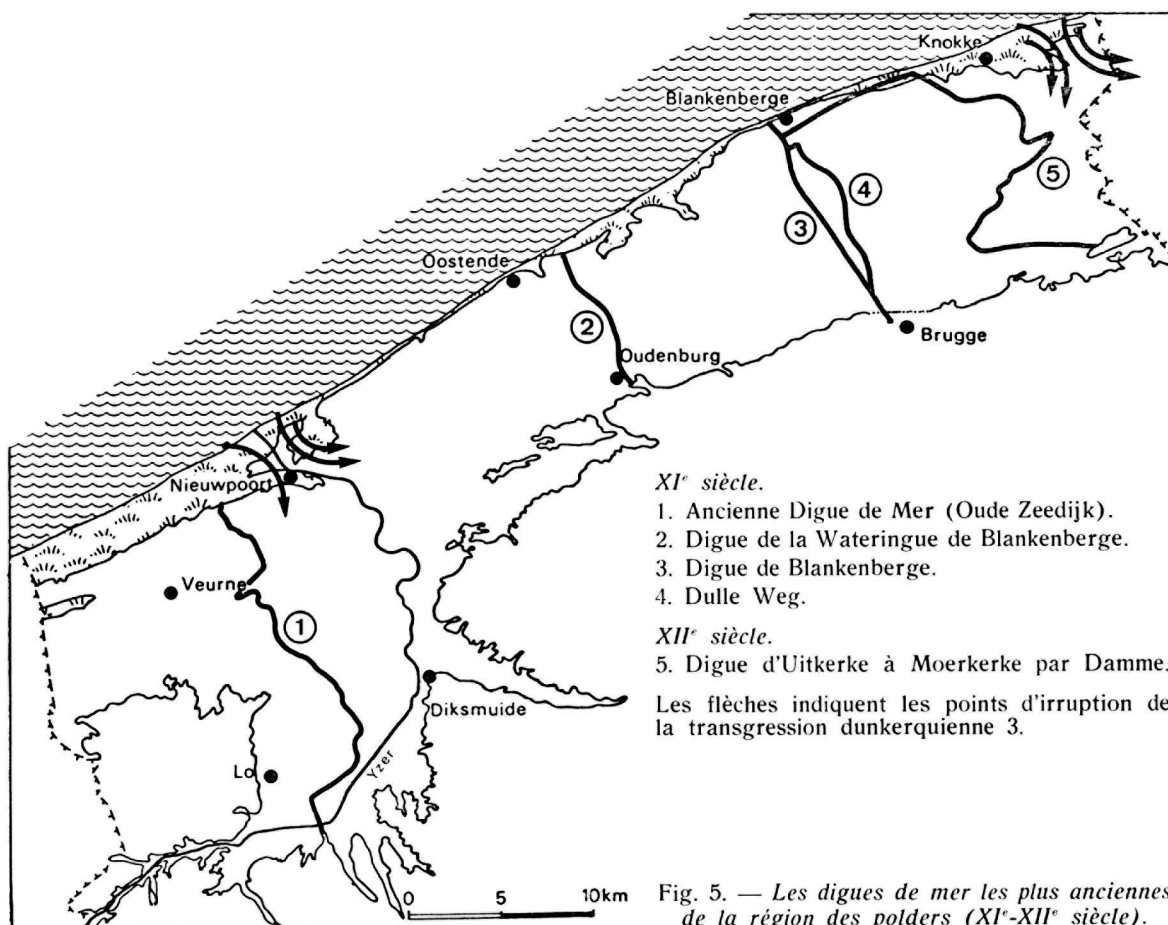 Knokke
Blankenberge
5
4
3
Oostende
2
Brugge
Oudenburg
Nieuwpoort
Veurne
1
Diksmuide
Lo
Yzer
0 5 10km
XIe siècle.
1. Ancienne Digue de Mer (Oude Zeedijk).
2. Digue de la Wateringue de Blankenberge.
3. Digue de Blankenberge.
4. Dulle Weg.
XIIe siècle.
5. Digue d'Uitkerke à Moerkerke par Damme.
Les flèches indiquent les points d'irruption de
la transgression dunkerquienne 3.
Fig. 5. — Les digues de mer les plus anciennes
de la région des polders (XIe-XIIe siècle).